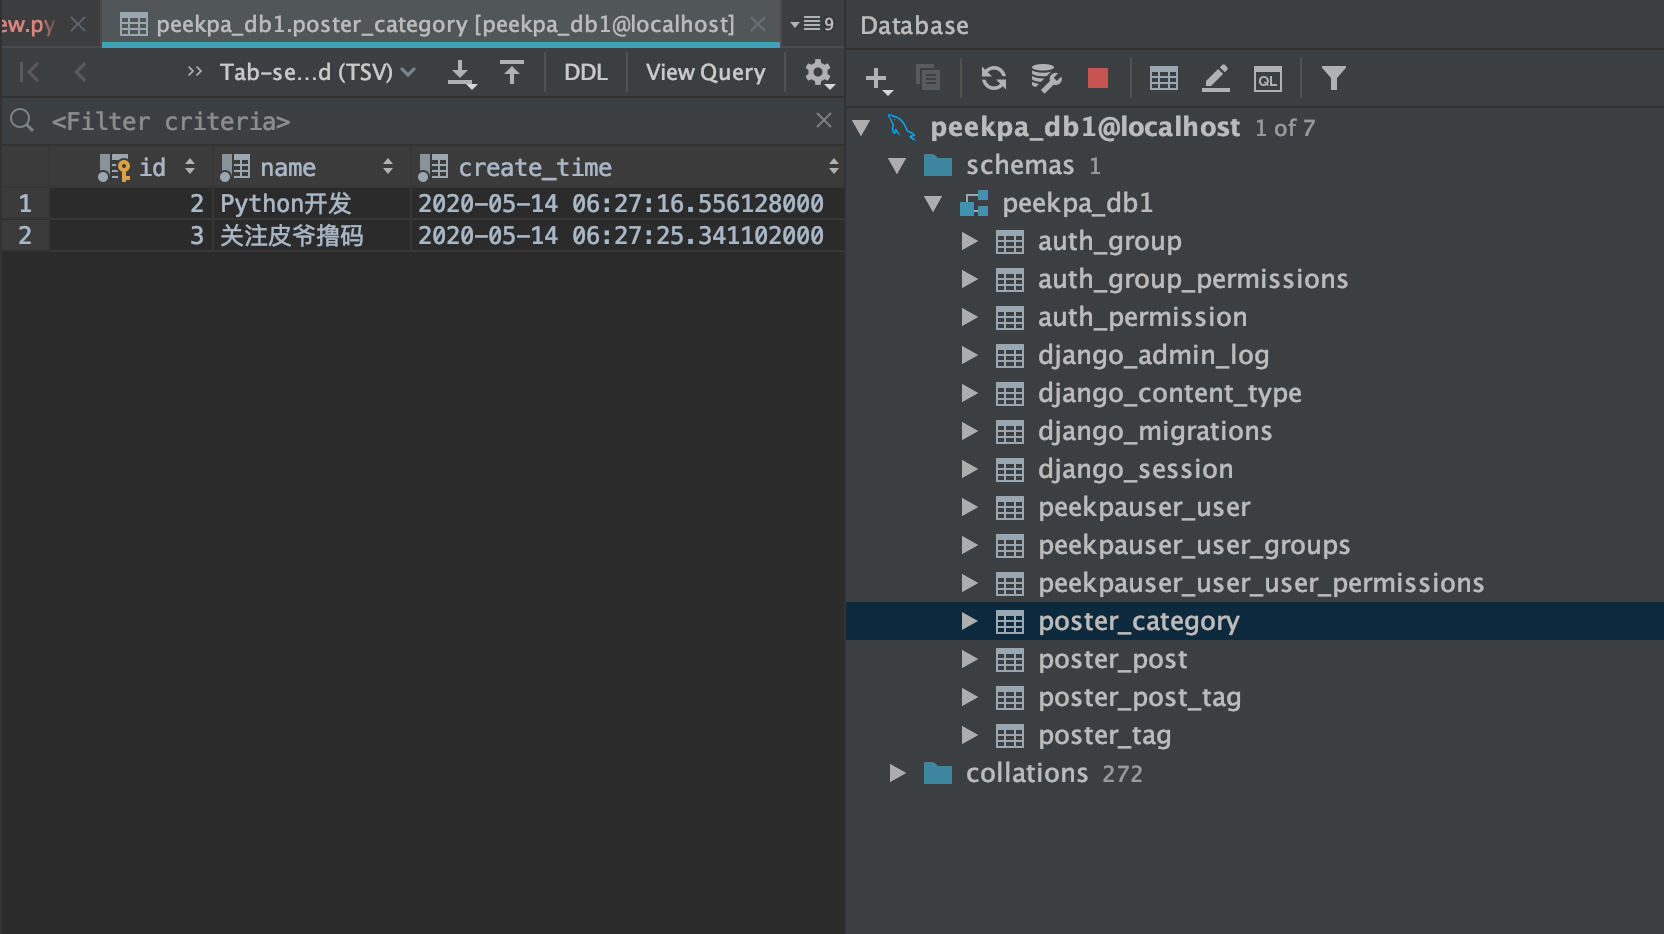 ew.py
peekpa_db1.poster_category [peekpa_db1@localhost]
9
Tab-se...d (TSV)
DDL
View Query
<Filter criteria>
id name create_time
1 2 Python开发 2020-05-14 06:27:16.556128000
2 3 关注皮爷撸码 2020-05-14 06:27:25.341102000
Database
QL
peekpa_db1@localhost 1 of 7
schemas 1
peekpa_db1
auth_group
auth_group_permissions
auth_permission
django_admin_log
django_content_type
django_migrations
django_session
peekpauser_user
peekpauser_user_groups
peekpauser_user_user_permissions
poster_category
poster_post
poster_post_tag
poster_tag
collations 272